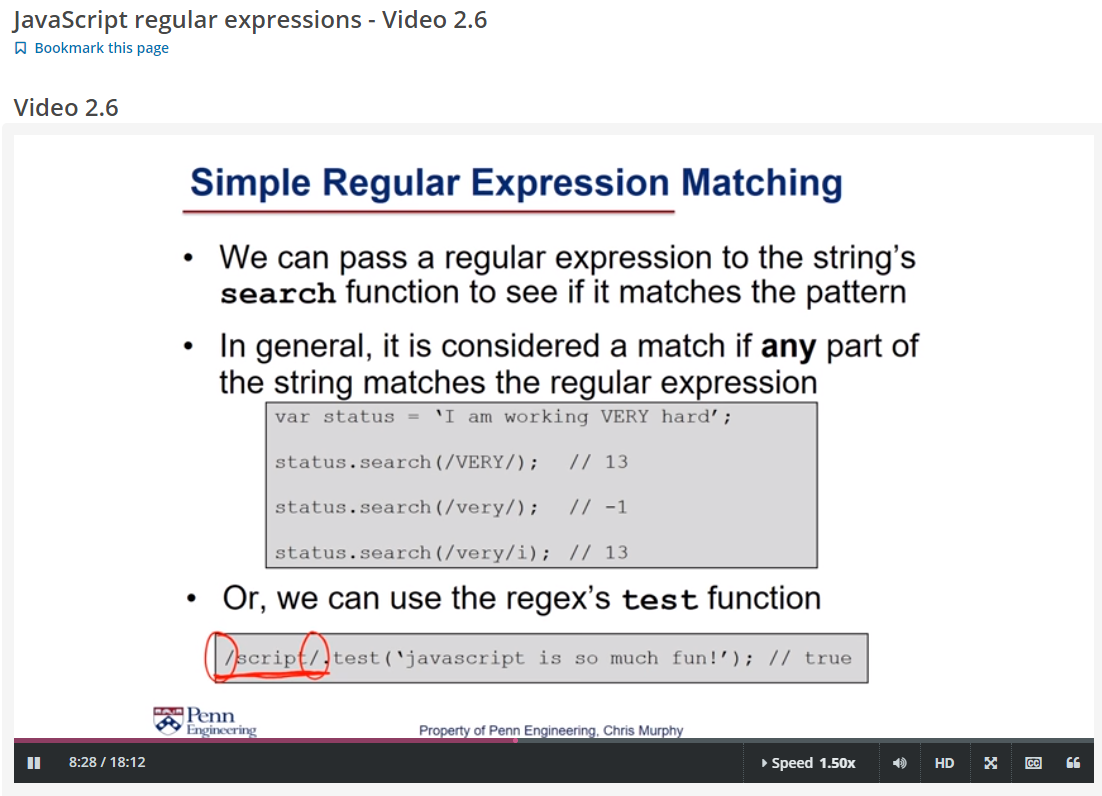 JavaScript regular expressions - Video 2.6
Bookmark this page
Video 2.6
Simple Regular Expression Matching
• We can pass a regular expression to the string’s
search function to see if it matches the pattern
• In general, it is considered a match if any part of
the string matches the regular expression
var status = ‘I am working VERY hard’;
status.search(/VERY/); // 13
status.search(/very/); // -1
status.search(/very/i); // 13
• Or, we can use the regex’s test function
/script/.test(‘javascript is so much fun!’); // true
Penn
Engineering
Property of Penn Engineering, Chris Murphy
8:28 / 18:12
Speed 1.50x
HD
CC